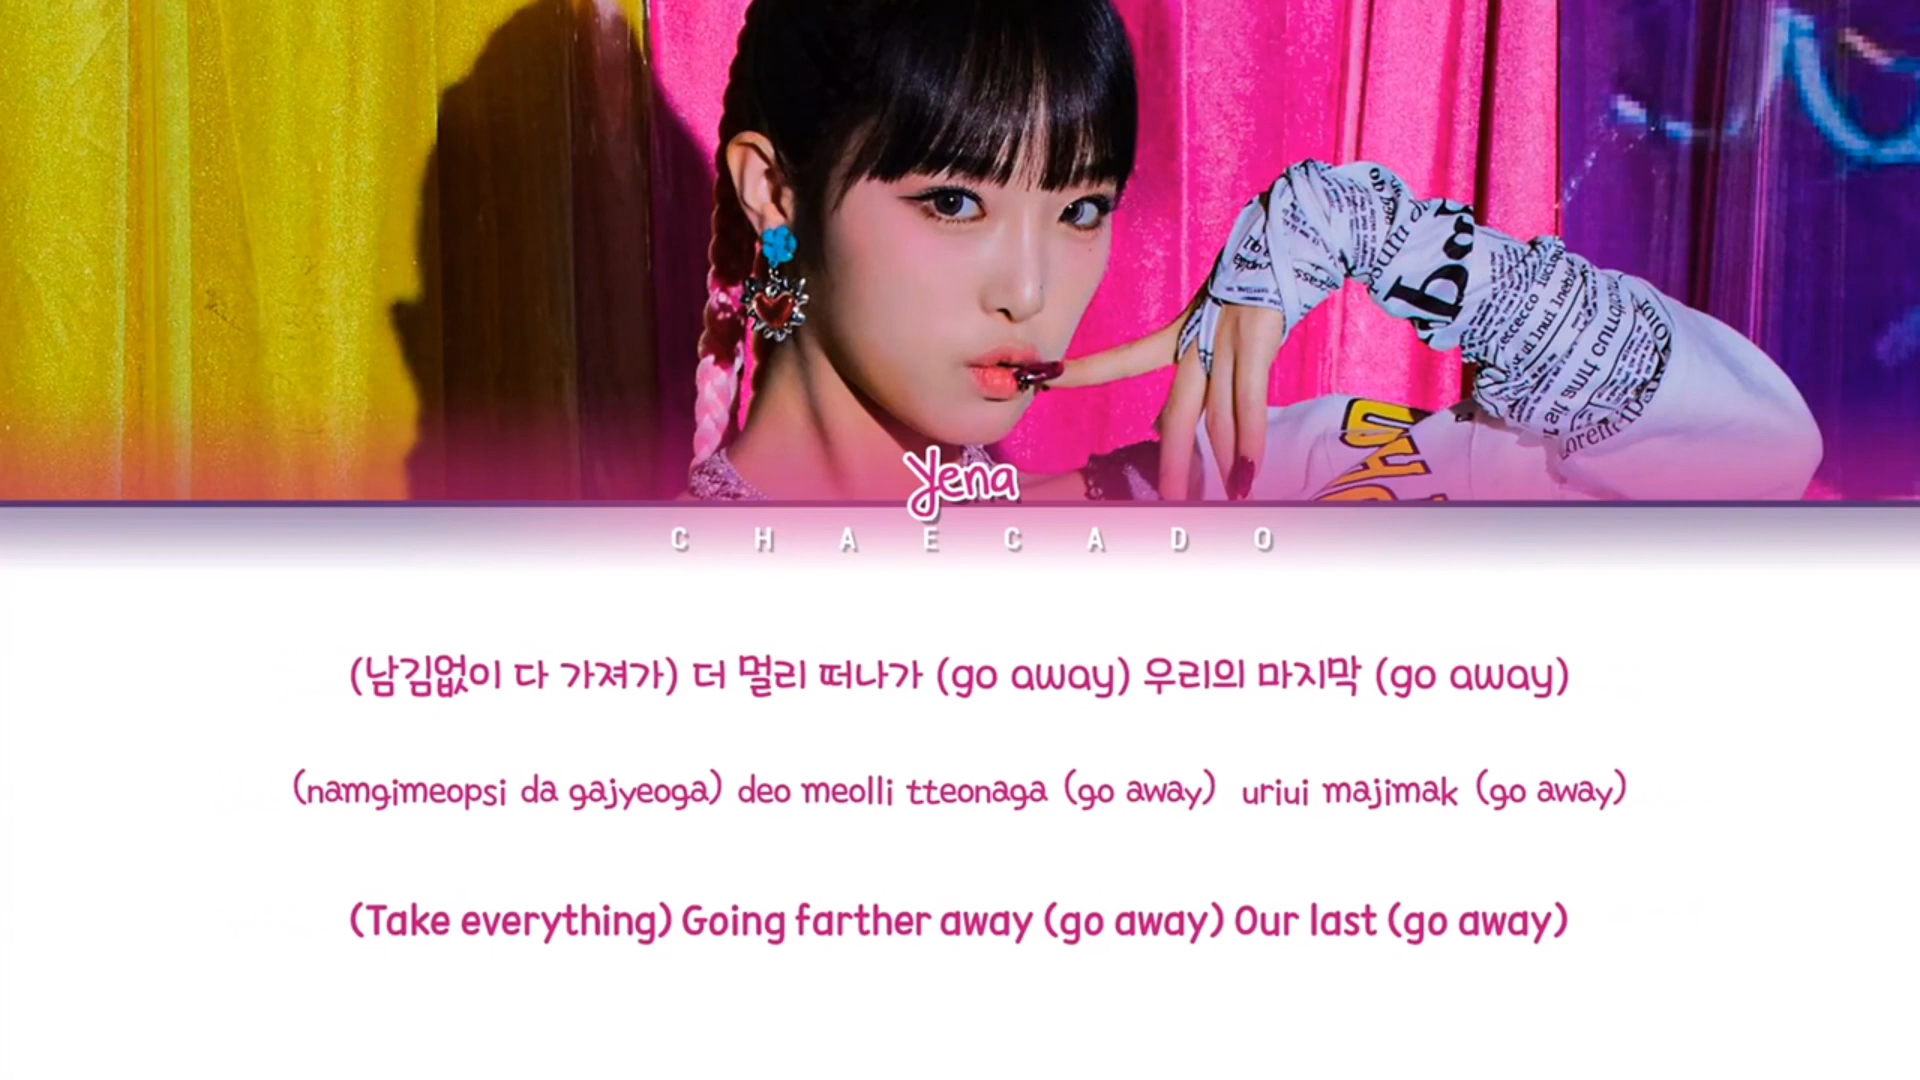 Yena
CHAECADO
(남김없이 다 가져가) 더 멀리 떠나가 (go away) 우리의 마지막 (go away)
(namgimeopsi da gajyeoga) deo meolli tteonaga (go away) uriui majimak (go away)
(Take everything) Going farther away (go away) Our last (go away)